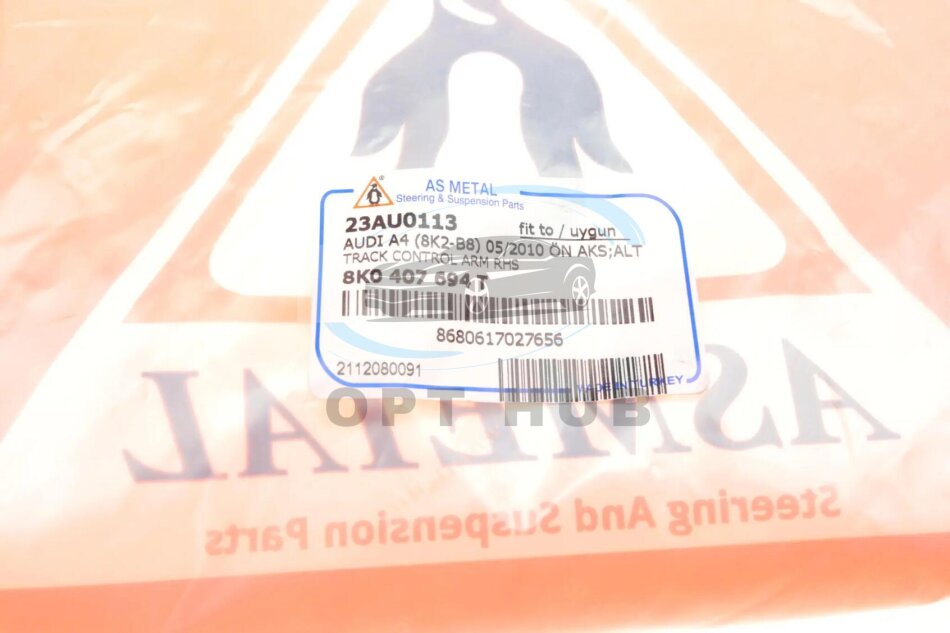 AS METAL
Steering & Suspension Parts
23AU0113
fit to / uygun
AUDI A4 (8K2-B8) 05/2010 ÖN AKS;ALT
TRACK CONTROL ARM RHS
8K0 407 694 T
8680617027656
2112080091
MADE IN TURKEY
OPT HUB
ASMETAL
Steering And Suspension Parts